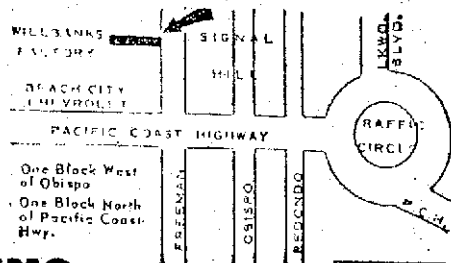 WILLBANKS
FACTORY
SIGNAL
HILL
LKWD.
BLVD.
BEACH CITY
CHEVROLET
PACIFIC COAST HIGHWAY
TRAFFIC
CIRCLE
One Block West
of Obispo
One Block North
of Pacific Coast
Hwy.
FREEMAN
OBISPO
REDONDO
P.C.H.